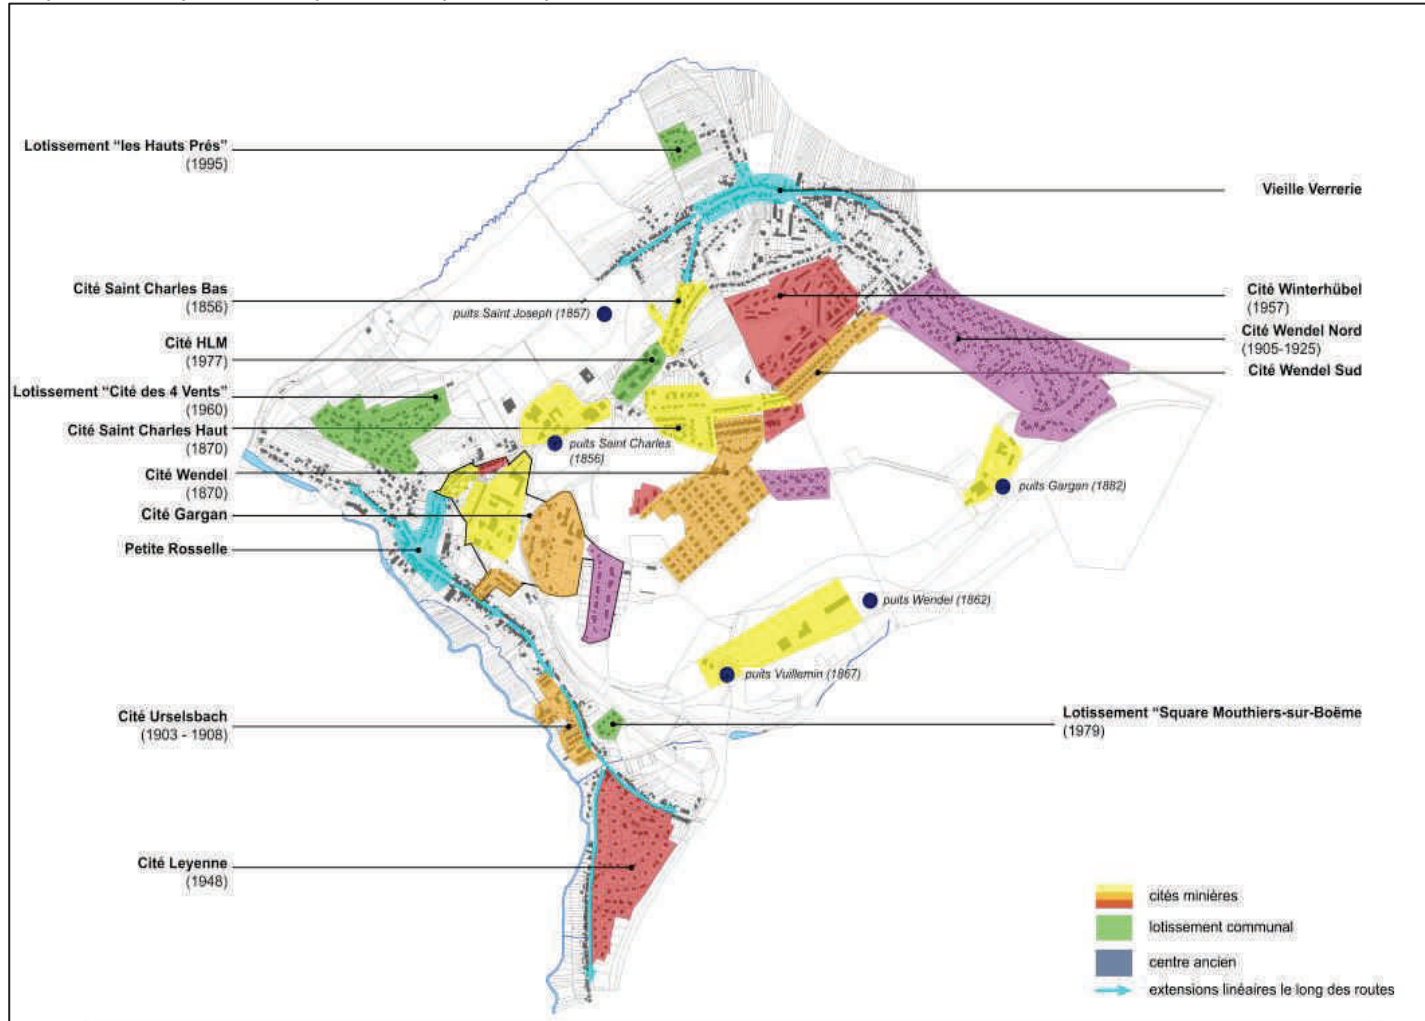 Lotissement “les Hauts Prés”
(1995)
Cité Saint Charles Bas
(1856)
Cité HLM
(1977)
Lotissement “Cité des 4 Vents”
(1960)
Cité Saint Charles Haut
(1870)
Cité Wendel
(1870)
Cité Gargan
Petite Rosselle
Cité Urselsbach
(1903 - 1908)
Cité Leyenne
(1948)
puits Saint Joseph (1857)
puits Saint Charles
(1856)
puits Gargan (1882)
puits Wendel (1862)
puits Vuillemin (1867)
Vieille Verrerie
Cité Winterhübel
(1957)
Cité Wendel Nord
(1905-1925)
Cité Wendel Sud
Lotissement “Square Mouthiers-sur-Boëme
(1979)
cités minières
lotissement communal
centre ancien
extensions linéaires le long des routes